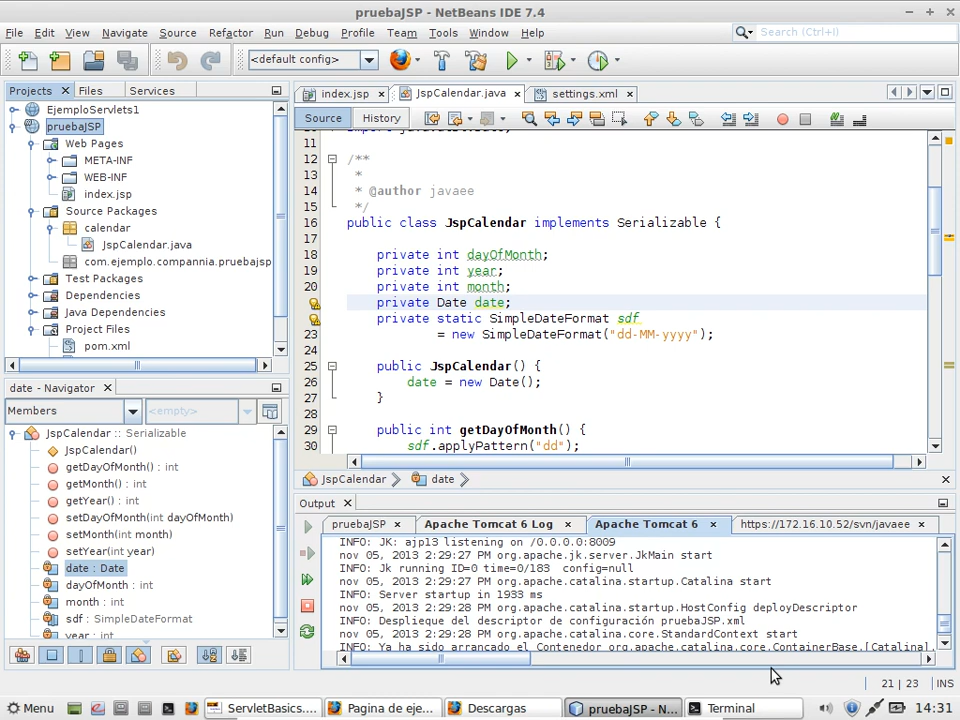 pruebaJSP - NetBeans IDE 7.4
File Edit View Navigate Source Refactor Run Debug Profile Team Tools Window Help
Search (Ctrl+I)
<default config>
Projects Files Services
EjemploServlets1
pruebaJSP
Web Pages
META-INF
WEB-INF
index.jsp
Source Packages
calendar
JspCalendar.java
com.ejemplo.compannia.pruebajsp
Test Packages
Dependencies
Java Dependencies
Project Files
pom.xml
date - Navigator
Members
<empty>
JspCalendar :: Serializable
JspCalendar()
getDayOfMonth() : int
getMonth() : int
getYear() : int
setDayOfMonth(int dayOfMonth)
setMonth(int month)
setYear(int year)
date : Date
dayOfMonth : int
month : int
sdf : SimpleDateFormat
year : int
index.jsp JspCalendar.java settings.xml
Source History
11
12 /**
13 *
14 * @author javaee
15 */
16 public class JspCalendar implements Serializable {
17
18 private int dayOfMonth;
19 private int year;
20 private int month;
private Date date;
private static SimpleDateFormat sdf
23 = new SimpleDateFormat("dd-MM-yyyy");
24
25 public JspCalendar() {
26 date = new Date();
27 }
28
29 public int getDayOfMonth() {
30 sdf.applyPattern("dd");
JspCalendar date
Output
pruebaJSP Apache Tomcat 6 Log Apache Tomcat 6 https://172.16.10.52/svn/javaee
INFO: JK: ajp13 listening on /0.0.0.0:8009
nov 05, 2013 2:29:27 PM org.apache.jk.server.JkMain start
INFO: Jk running ID=0 time=0/183 config=null
nov 05, 2013 2:29:27 PM org.apache.catalina.startup.Catalina start
INFO: Server startup in 1933 ms
nov 05, 2013 2:29:28 PM org.apache.catalina.startup.HostConfig deployDescriptor
INFO: Desplieque del descriptor de configuración pruebaJSP.xml
nov 05, 2013 2:29:28 PM org.apache.catalina.core.StandardContext start
INFO: Ya ha sido arrancado el Contenedor org.apache.catalina.core.ContainerBase.[Catalina].
21 | 23 INS
Menu ServletBasics.... Pagina de eje... Descargas pruebaJSP - N... Terminal 14:31